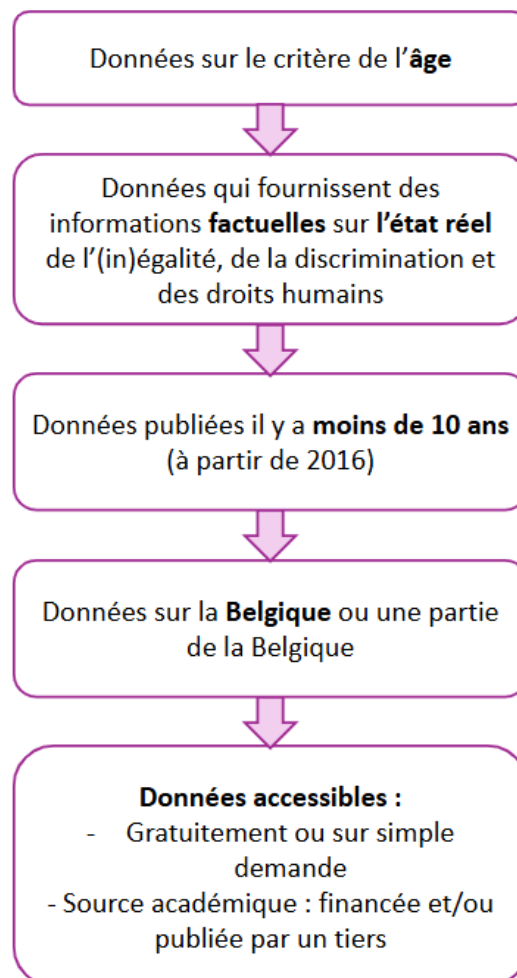 Données sur le critère de l'âge
Données qui fournissent des
informations factuelles sur l'état réel
de l'(in)égalité, de la discrimination et
des droits humains
Données publiées il y a moins de 10 ans
(à partir de 2016)
Données sur la Belgique ou une partie
de la Belgique
Données accessibles :
- Gratuitement ou sur simple
demande
- Source académique : financée et/ou
publiée par un tiers